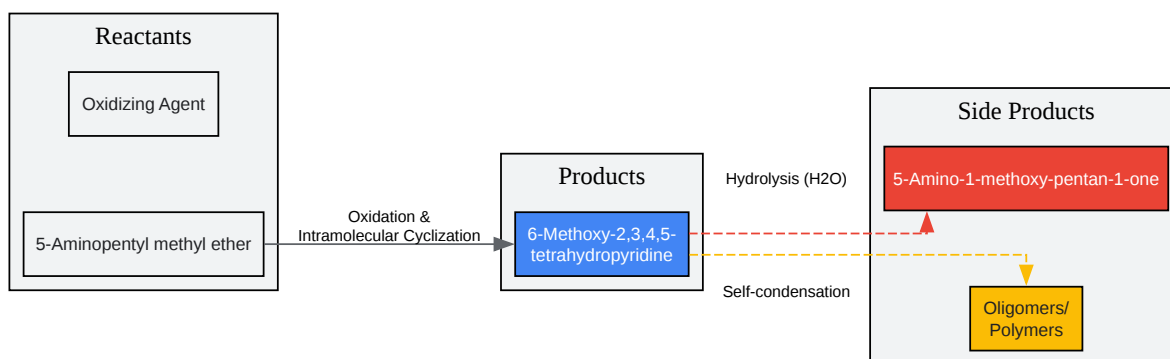 Reactants
Oxidizing Agent
5-Aminopentyl methyl ether
Oxidation &
Intramolecular Cyclization
Products
6-Methoxy-2,3,4,5-
tetrahydropyridine
Hydrolysis (H2O)
Self-condensation
Side Products
5-Amino-1-methoxy-pentan-1-one
Oligomers/
Polymers